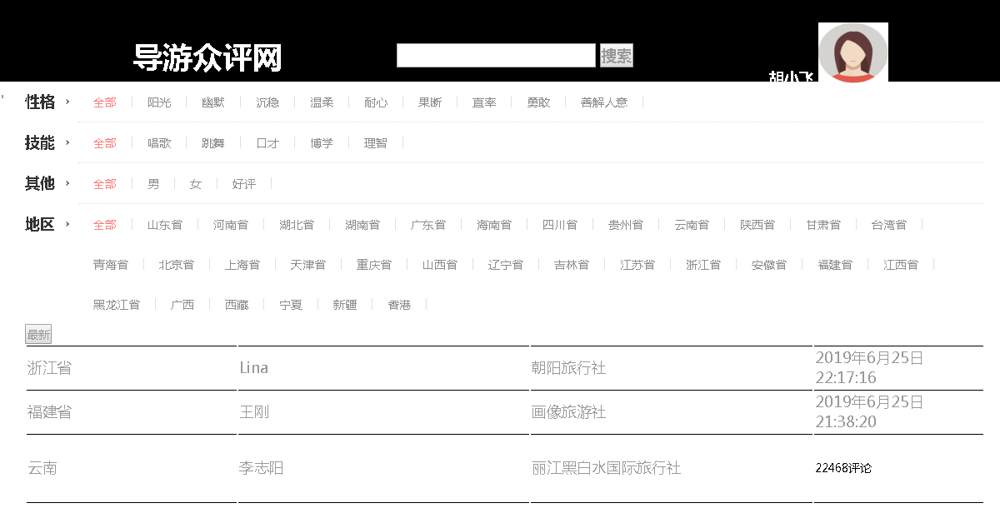 导游众评网
搜索
胡小飞
性格 › 全部 阳光 幽默 沉稳 温柔 耐心 果断 直率 勇敢 善解人意
技能 › 全部 唱歌 跳舞 口才 博学 理智
其他 › 全部 男 女 好评
地区 › 全部 山东省 河南省 湖北省 湖南省 广东省 海南省 四川省 贵州省 云南省 陕西省 甘肃省 台湾省
青海省 北京省 上海省 天津省 重庆省 山西省 辽宁省 吉林省 江苏省 浙江省 安徽省 福建省 江西省
黑龙江省 广西 西藏 宁夏 新疆 香港
最新
浙江省 Lina 朝阳旅行社 2019年6月25日
22:17:16
福建省 王刚 画像旅游社 2019年6月25日
21:38:20
云南 李志阳 丽江黑白水国际旅行社 22468评论